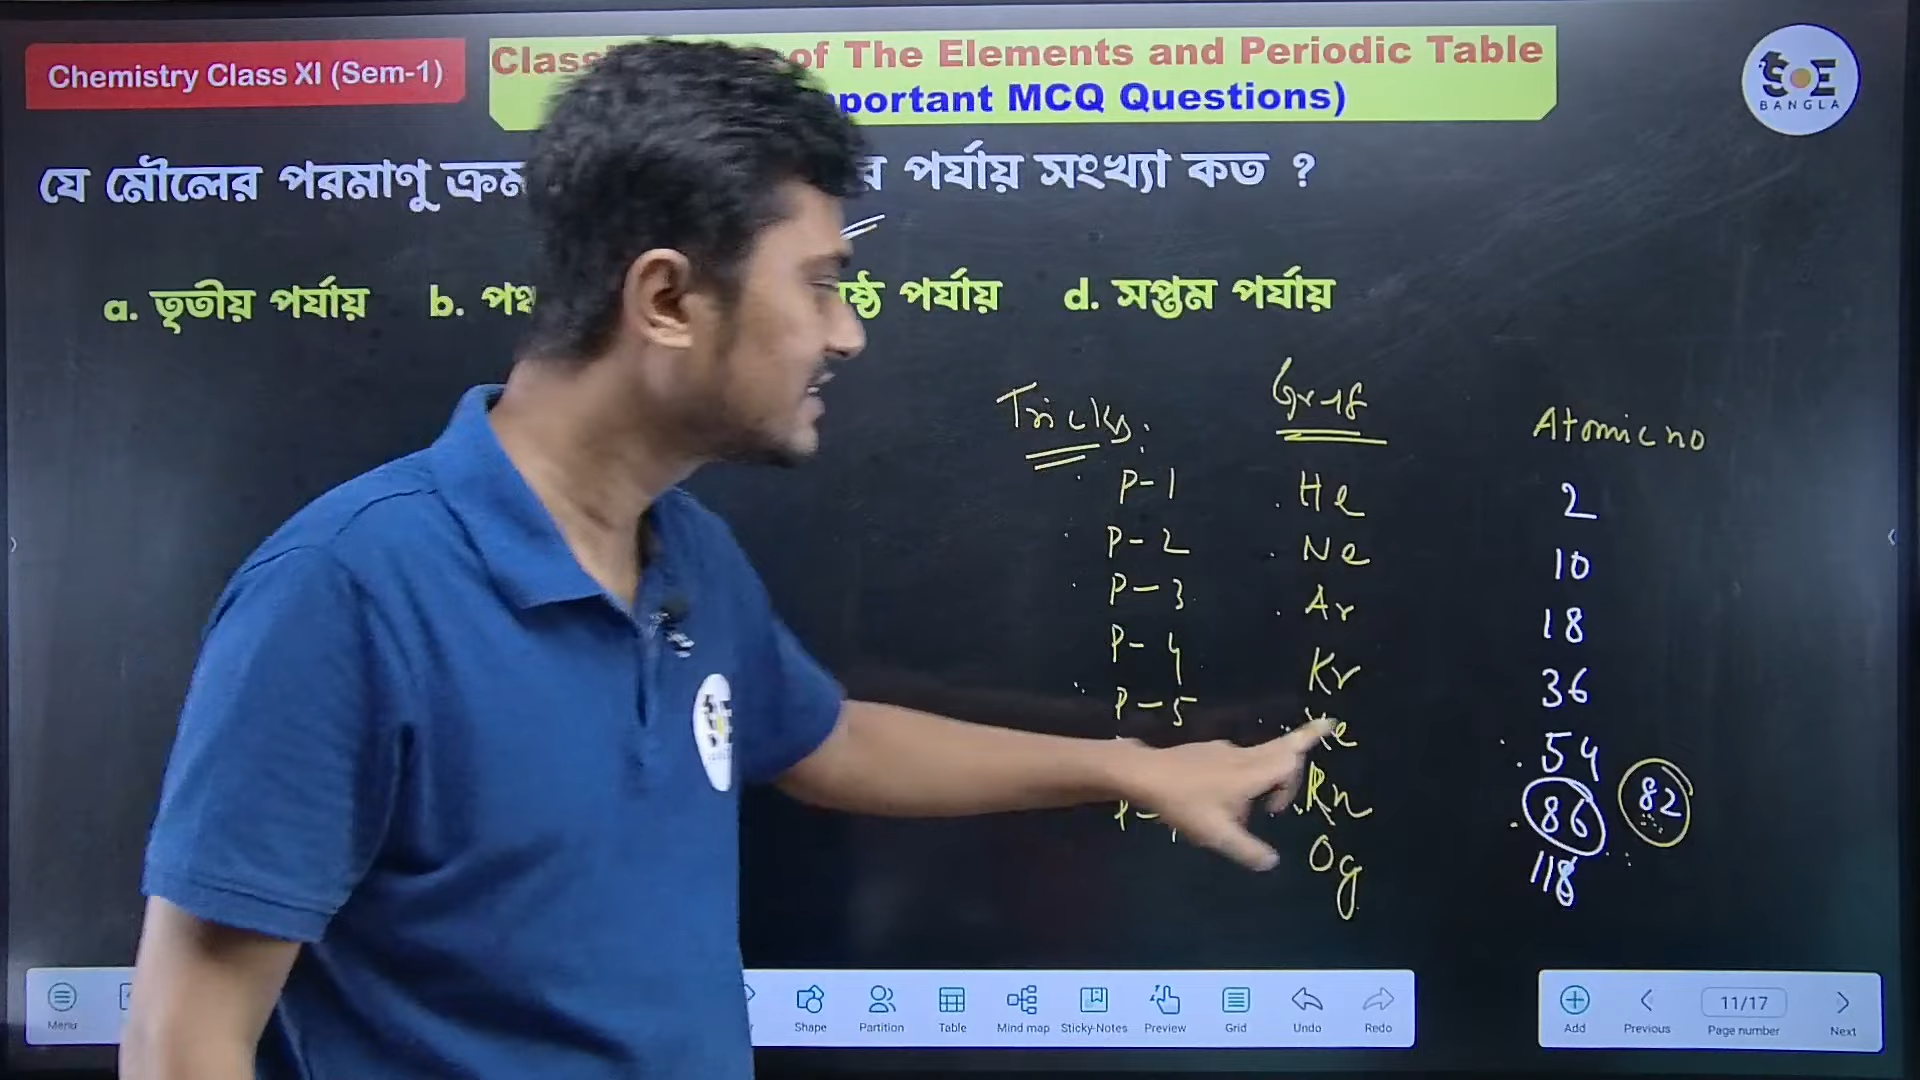 Chemistry Class XI (Sem-1)
of The Elements and Periodic Table
MCQ Questions)
SOE
BANGLA
যে মৌলের পরমাণু পর্যায় সংখ্যা কত ?
a. তৃতীয় পর্যায় b. পর্যায় d. সপ্তম পর্যায়
Tricks: Gr-18 Atomic no
P-1 He 2
P-2 Ne 10
P-3 Ar 18
P-4 Kr 36
P-5 54
Rn 86 82
Og 118
Menu Shape Partition Table Mind map Sticky-Notes Preview Grid Undo Redo
Add Previous 11/17 Page number Next